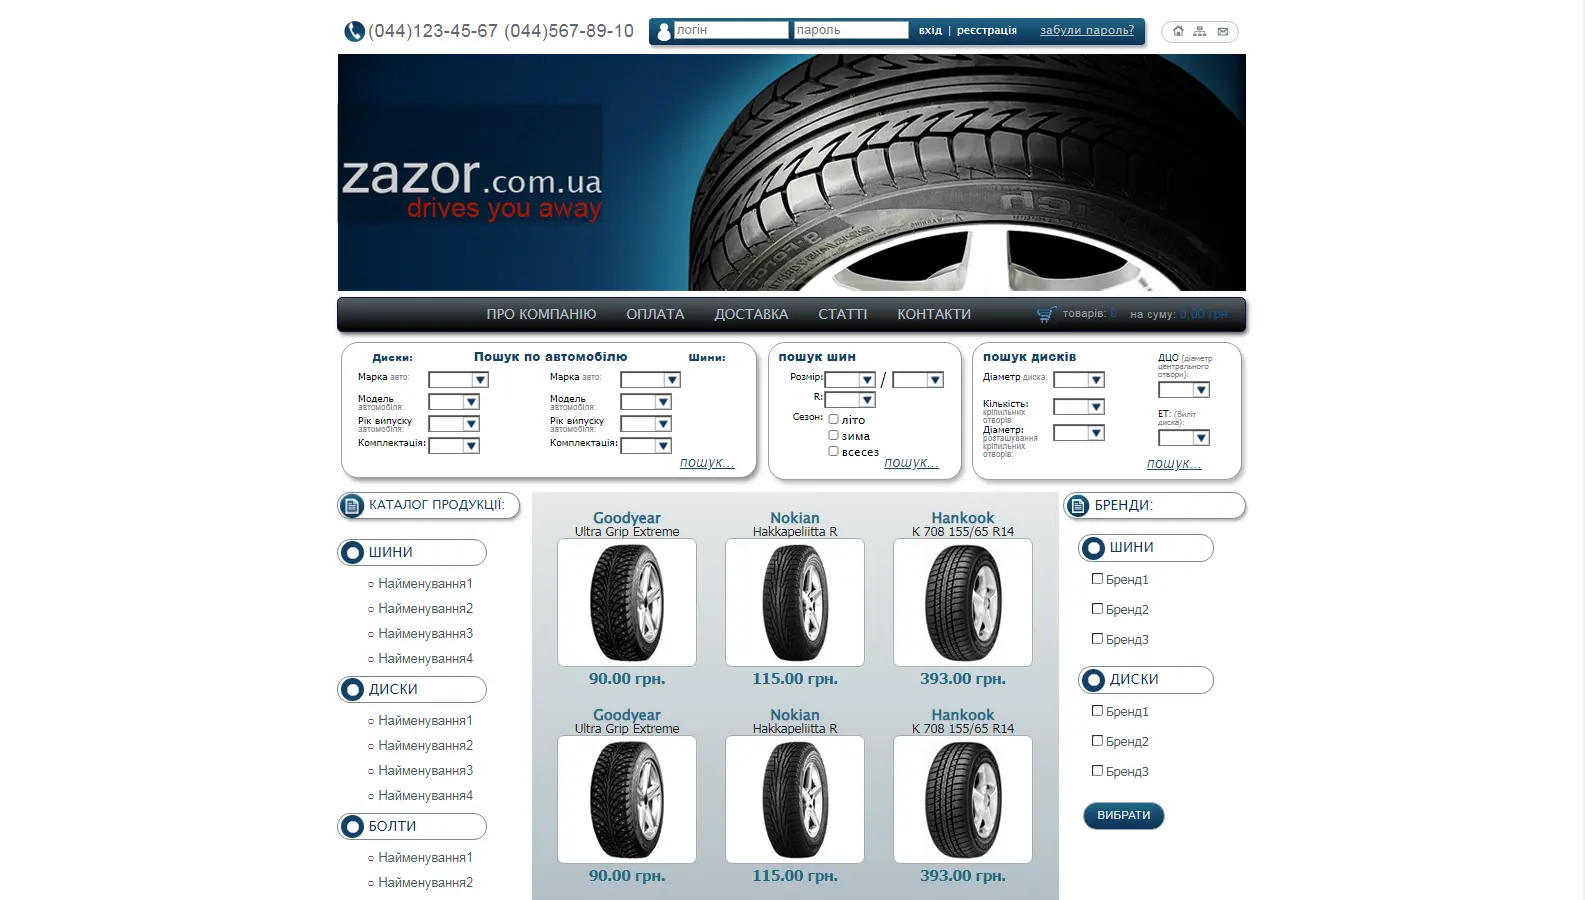 (044)123-45-67 (044)567-89-10
логін
пароль
вхід | реєстрація
забули пароль?
zazor.com.ua
drives you away
ПРО КОМПАНІЮ ОПЛАТА ДОСТАВКА СТАТТІ КОНТАКТИ
товарів: 0 на суму: 0,00 грн.
Диски: Пошук по автомобілю Шини:
Марка авто: Марка авто:
Модель автомобіля: Модель автомобіля:
Рік випуску автомобіля: Рік випуску автомобіля:
Комплектація: Комплектація:
пошук...
пошук шин
Розмір: /
R:
Сезон: літо
зима
всесез
пошук...
пошук дисків
Діаметр диска:
Кількість: кріпильних отворів:
Діаметр: розташування кріпильних отворів:
ДЦО (діаметр центрального отвори):
ET: (Виліт диска):
пошук...
КАТАЛОГ ПРОДУКЦІЇ:
ШИНИ
Найменування1
Найменування2
Найменування3
Найменування4
ДИСКИ
Найменування1
Найменування2
Найменування3
Найменування4
БОЛТИ
Найменування1
Найменування2
Goodyear Nokian Hankook
Ultra Grip Extreme Hakkapeliitta R K 708 155/65 R14
90.00 грн. 115.00 грн. 393.00 грн.
Goodyear Nokian Hankook
Ultra Grip Extreme Hakkapeliitta R K 708 155/65 R14
90.00 грн. 115.00 грн. 393.00 грн.
БРЕНДИ:
ШИНИ
Бренд1
Бренд2
Бренд3
ДИСКИ
Бренд1
Бренд2
Бренд3
ВИБРАТИ